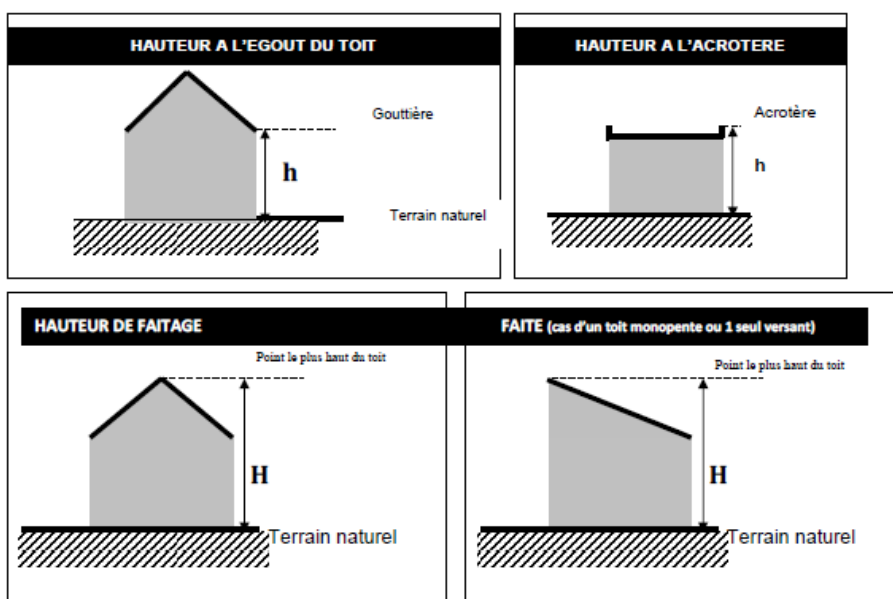 HAUTEUR A L'EGOUT DU TOIT
Gouttière
h
Terrain naturel
HAUTEUR A L'ACROTERE
Acrotère
h
HAUTEUR DE FAITAGE
Point le plus haut du toit
H
Terrain naturel
FAITE (cas d'un toit monopente ou 1 seul versant)
Point le plus haut du toit
H
Terrain naturel